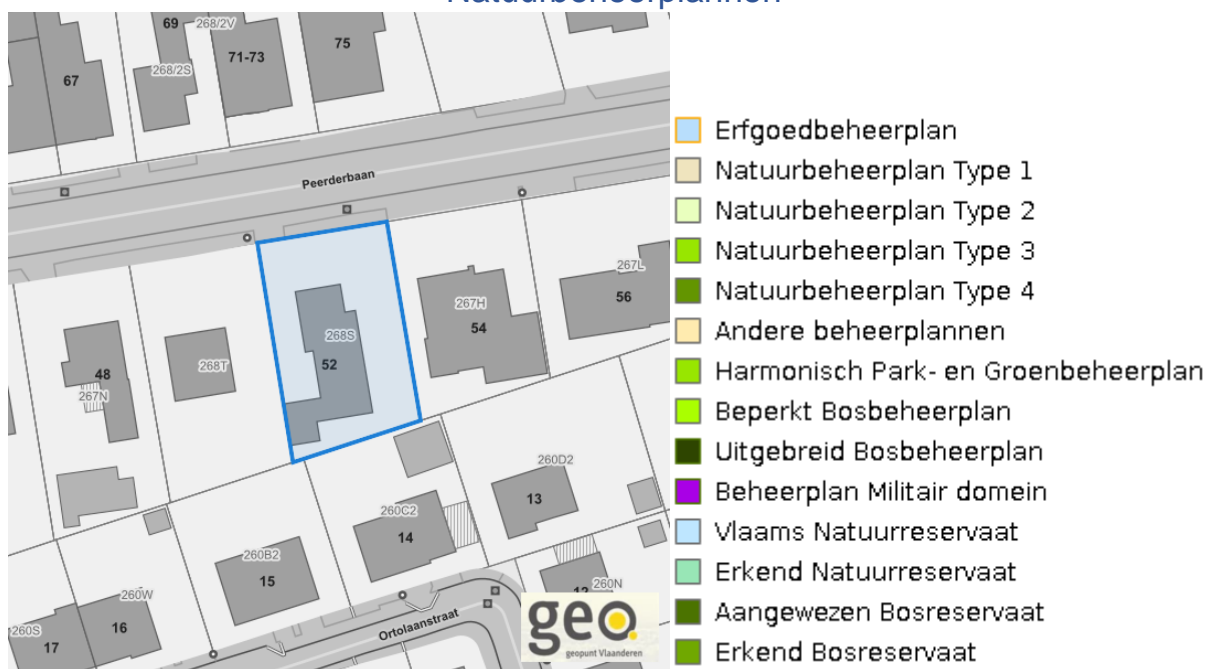 Natuurbeheerplannen
69
268/2V
75
71-73
67
268/2S
Peerderbaan
267L
56
267H
54
268S
52
268T
48
267N
260D2
13
260C2
14
260B2
15
260N
12
260W
16
260S
17
Ortolaanstraat
geo.
geopunt Vlaanderen
Erfgoedbeheerplan
Natuurbeheerplan Type 1
Natuurbeheerplan Type 2
Natuurbeheerplan Type 3
Natuurbeheerplan Type 4
Andere beheerplannen
Harmonisch Park- en Groenbeheerplan
Beperkt Bosbeheerplan
Uitgebreid Bosbeheerplan
Beheerplan Militair domein
Vlaams Natuurreservaat
Erkend Natuurreservaat
Aangewezen Bosreservaat
Erkend Bosreservaat